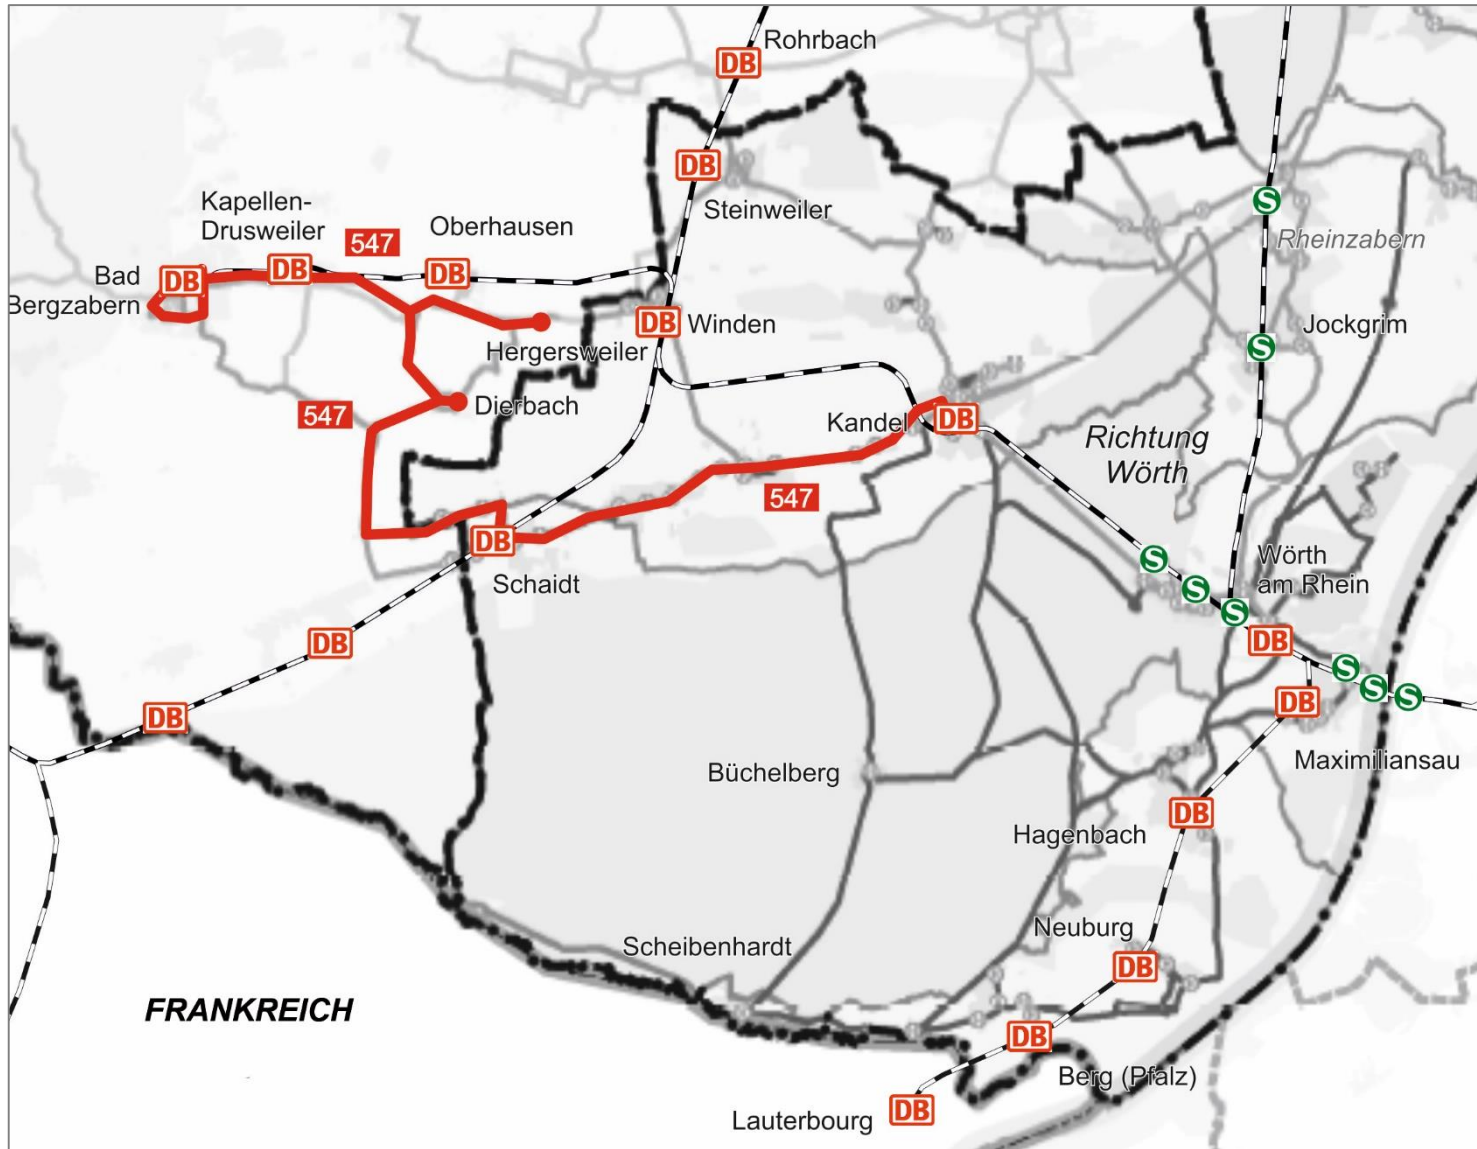 Rohrbach
DB
DB
Steinweiler
Kapellen-
Drusweiler
547
Oberhausen
S
Rheinzabern
Bad
Bergzabern
DB
DB
DB
DB
Winden
Hergersweiler
Jockgrim
S
547
Dierbach
Kandel
DB
Richtung
Wörth
547
DB
Schaidt
S
S
S
Wörth
am Rhein
DB
DB
S
S
S
DB
DB
Maximiliansau
Büchelberg
Hagenbach
DB
Neuburg
DB
Scheibenhardt
FRANKREICH
DB
Berg (Pfalz)
Lauterbourg
DB